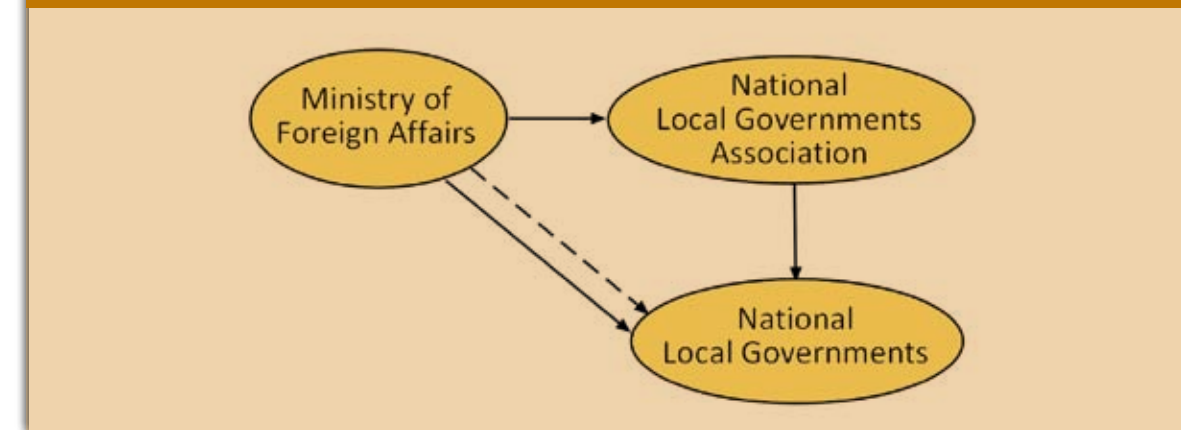 Ministry of
Foreign Affairs
National
Local Governments
Association
National
Local Governments